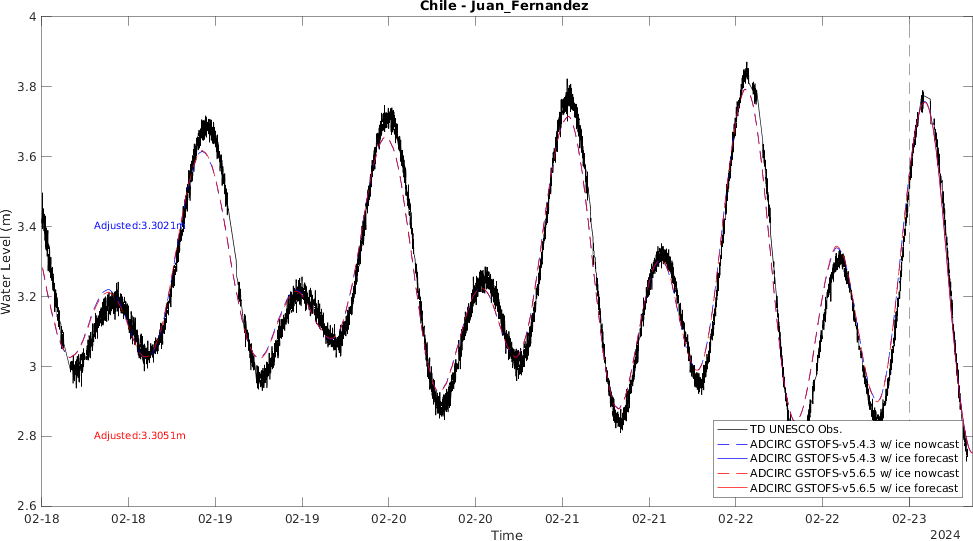 Chile - Juan_Fernandez
4
3.8
3.6
3.4
3.2
3
2.8
2.6
Water Level (m)
Adjusted:3.3021m
Adjusted:3.3051m
TD UNESCO Obs.
ADCIRC GSTOFS-v5.4.3 w/ ice nowcast
ADCIRC GSTOFS-v5.4.3 w/ ice forecast
ADCIRC GSTOFS-v5.6.5 w/ ice nowcast
ADCIRC GSTOFS-v5.6.5 w/ ice forecast
02-18 02-18 02-19 02-19 02-20 02-20 02-21 02-21 02-22 02-22 02-23
Time
2024